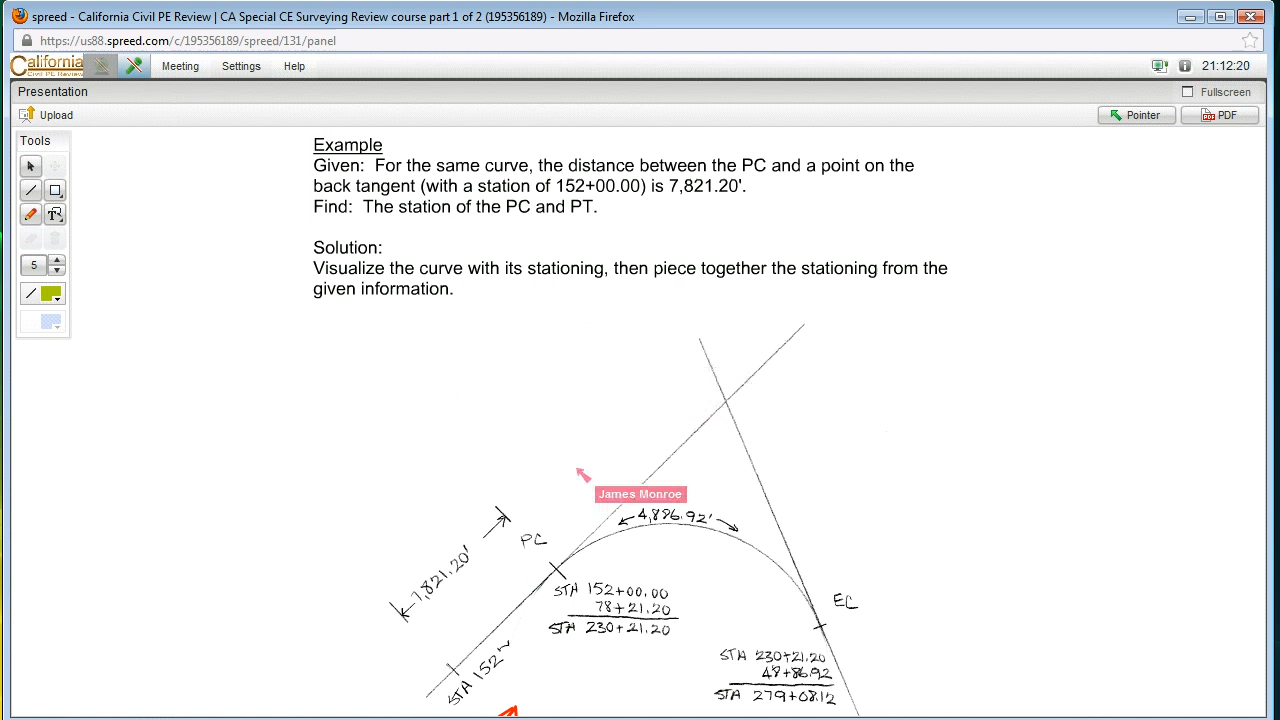 spreed - California Civil PE Review | CA Special CE Surveying Review course part 1 of 2 (195356189) - Mozilla Firefox
https://us88.spreed.com/c/195356189/spreed/131/panel
California
Civil PE Review
Meeting
Settings
Help
21:12:20
Presentation
Fullscreen
Upload
Pointer
PDF
Tools
5
Example
Given: For the same curve, the distance between the PC and a point on the
back tangent (with a station of 152+00.00) is 7,821.20'.
Find: The station of the PC and PT.
Solution:
Visualize the curve with its stationing, then piece together the stationing from the
given information.
James Monroe
4,886.92'
PC
7,821.20'
STA 152+00.00
78+21.20
STA 230+21.20
EC
STA 152
STA 230+21.20
48+86.92
STA 279+08.12